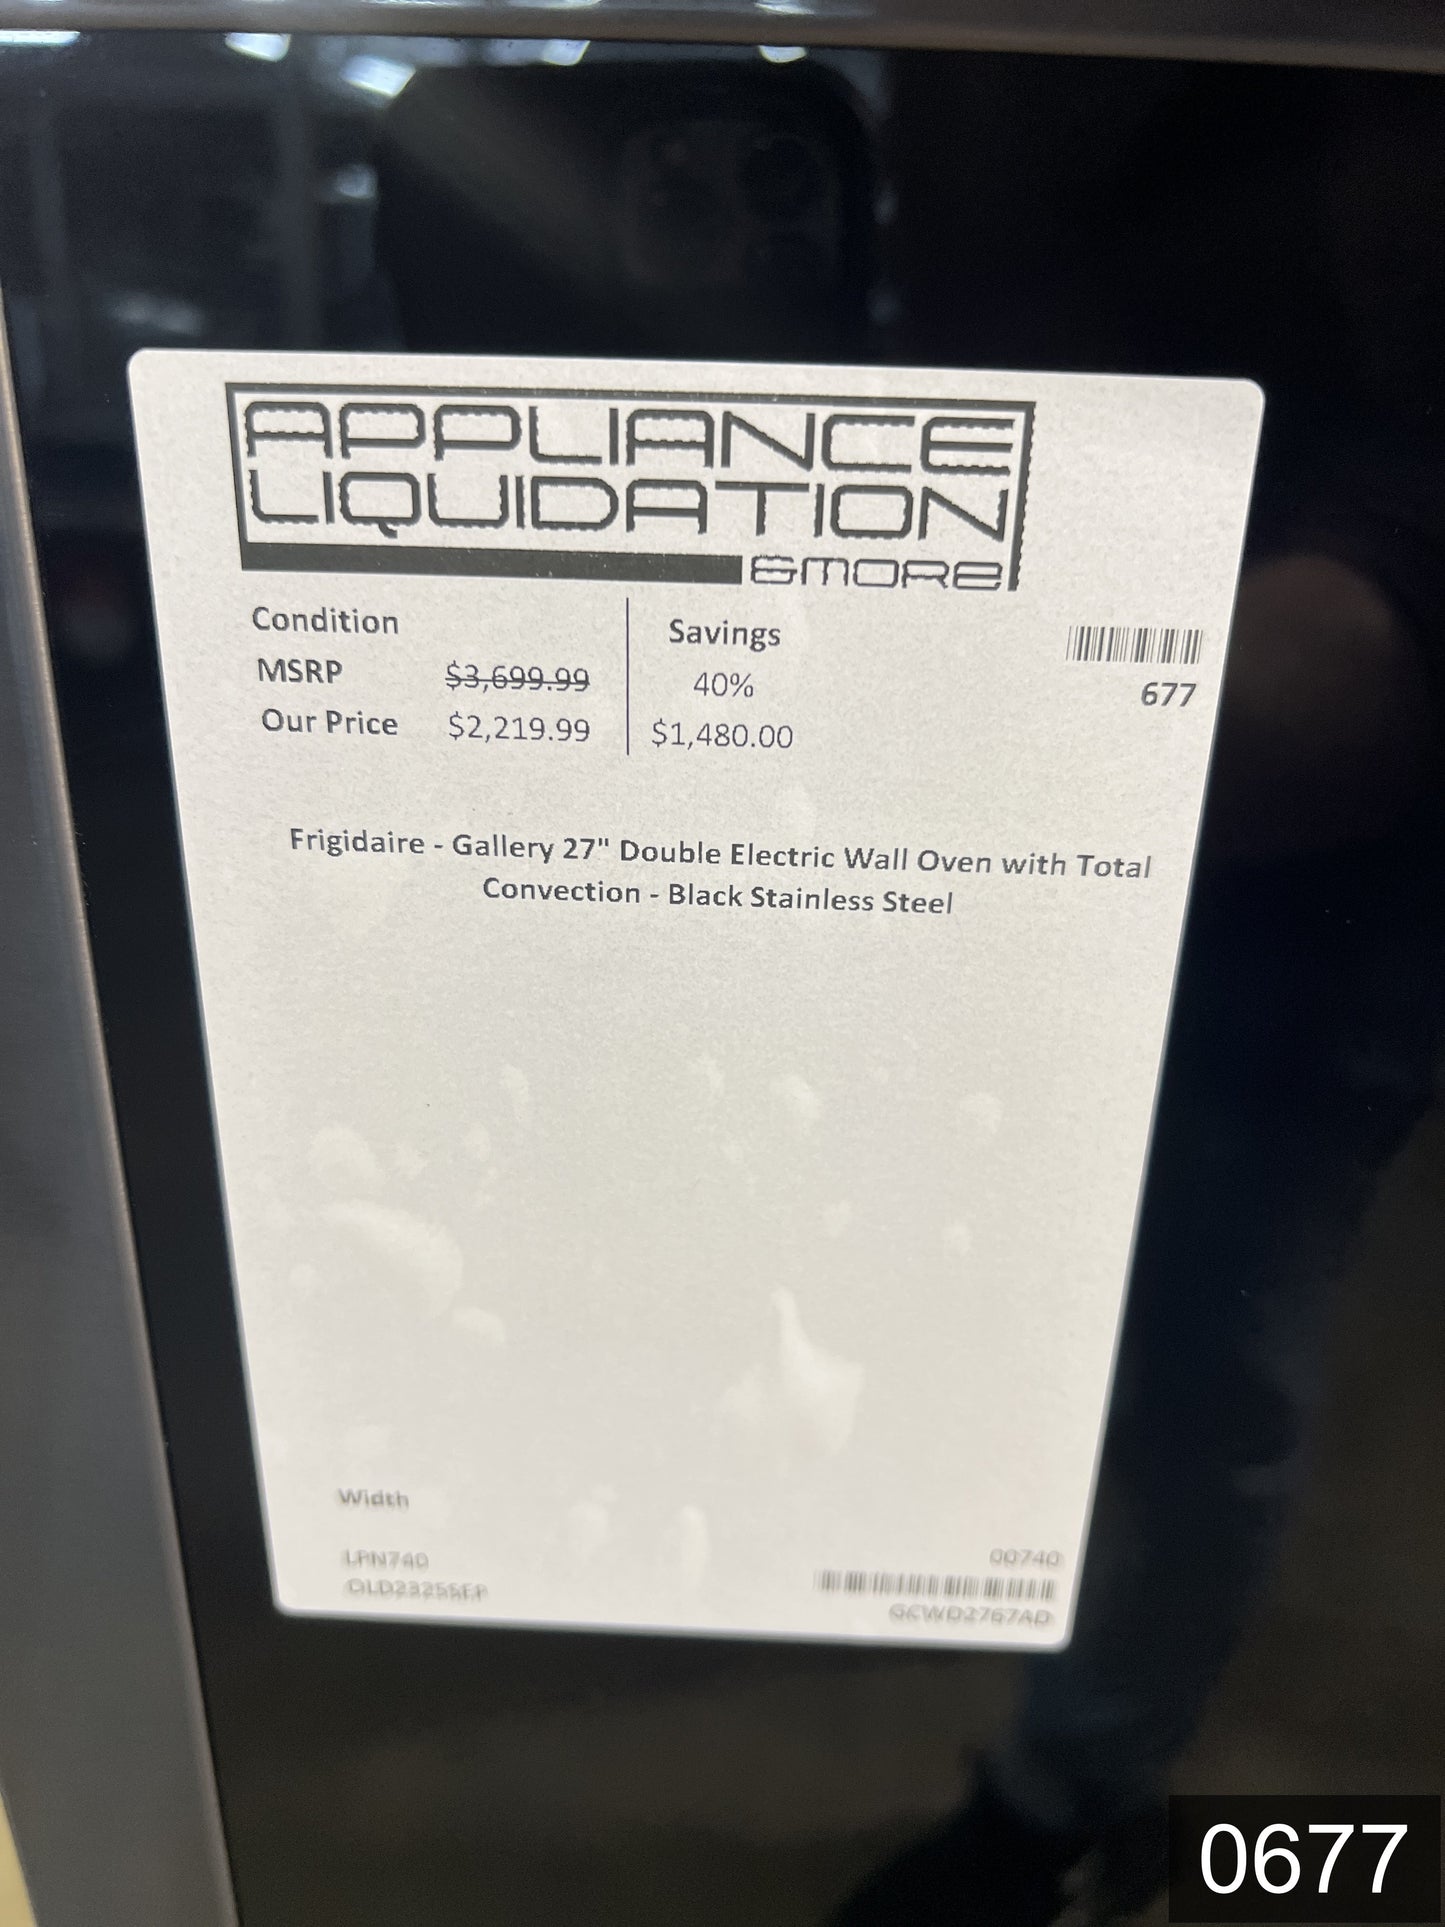 APPLIANCE
LIQUIDATION
&MORE
Condition
MSRP $3,699.99
Our Price $2,219.99
Savings
40%
$1,480.00
677
Frigidaire - Gallery 27" Double Electric Wall Oven with Total
Convection - Black Stainless Steel
Width
LPN740
00740
GCWD2767AD
0677